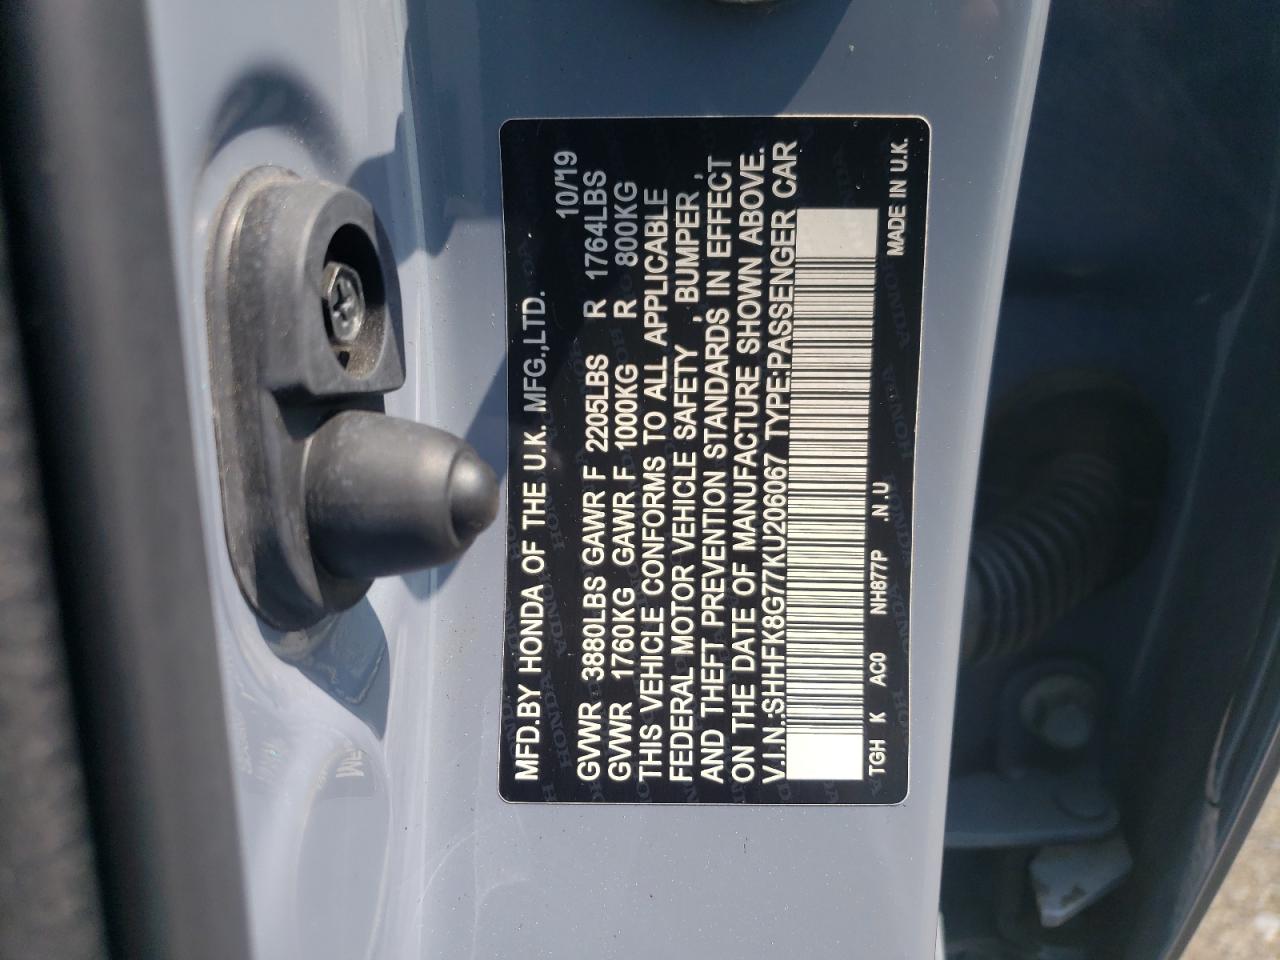 MFD.BY HONDA OF THE U.K. MFG.,LTD. 10/'19
GVWR 3880LBS GAWR F 2205LBS R 1764LBS
GVWR 1760KG GAWR F 1000KG R 800KG
THIS VEHICLE CONFORMS TO ALL APPLICABLE
FEDERAL MOTOR VEHICLE SAFETY , BUMPER ,
AND THEFT PREVENTION STANDARDS IN EFFECT
ON THE DATE OF MANUFACTURE SHOWN ABOVE.
V.I.N.:SHHFK8G77KU206067 TYPE:PASSENGER CAR
TGH K AC0 NH877P .N.U MADE IN U.K.